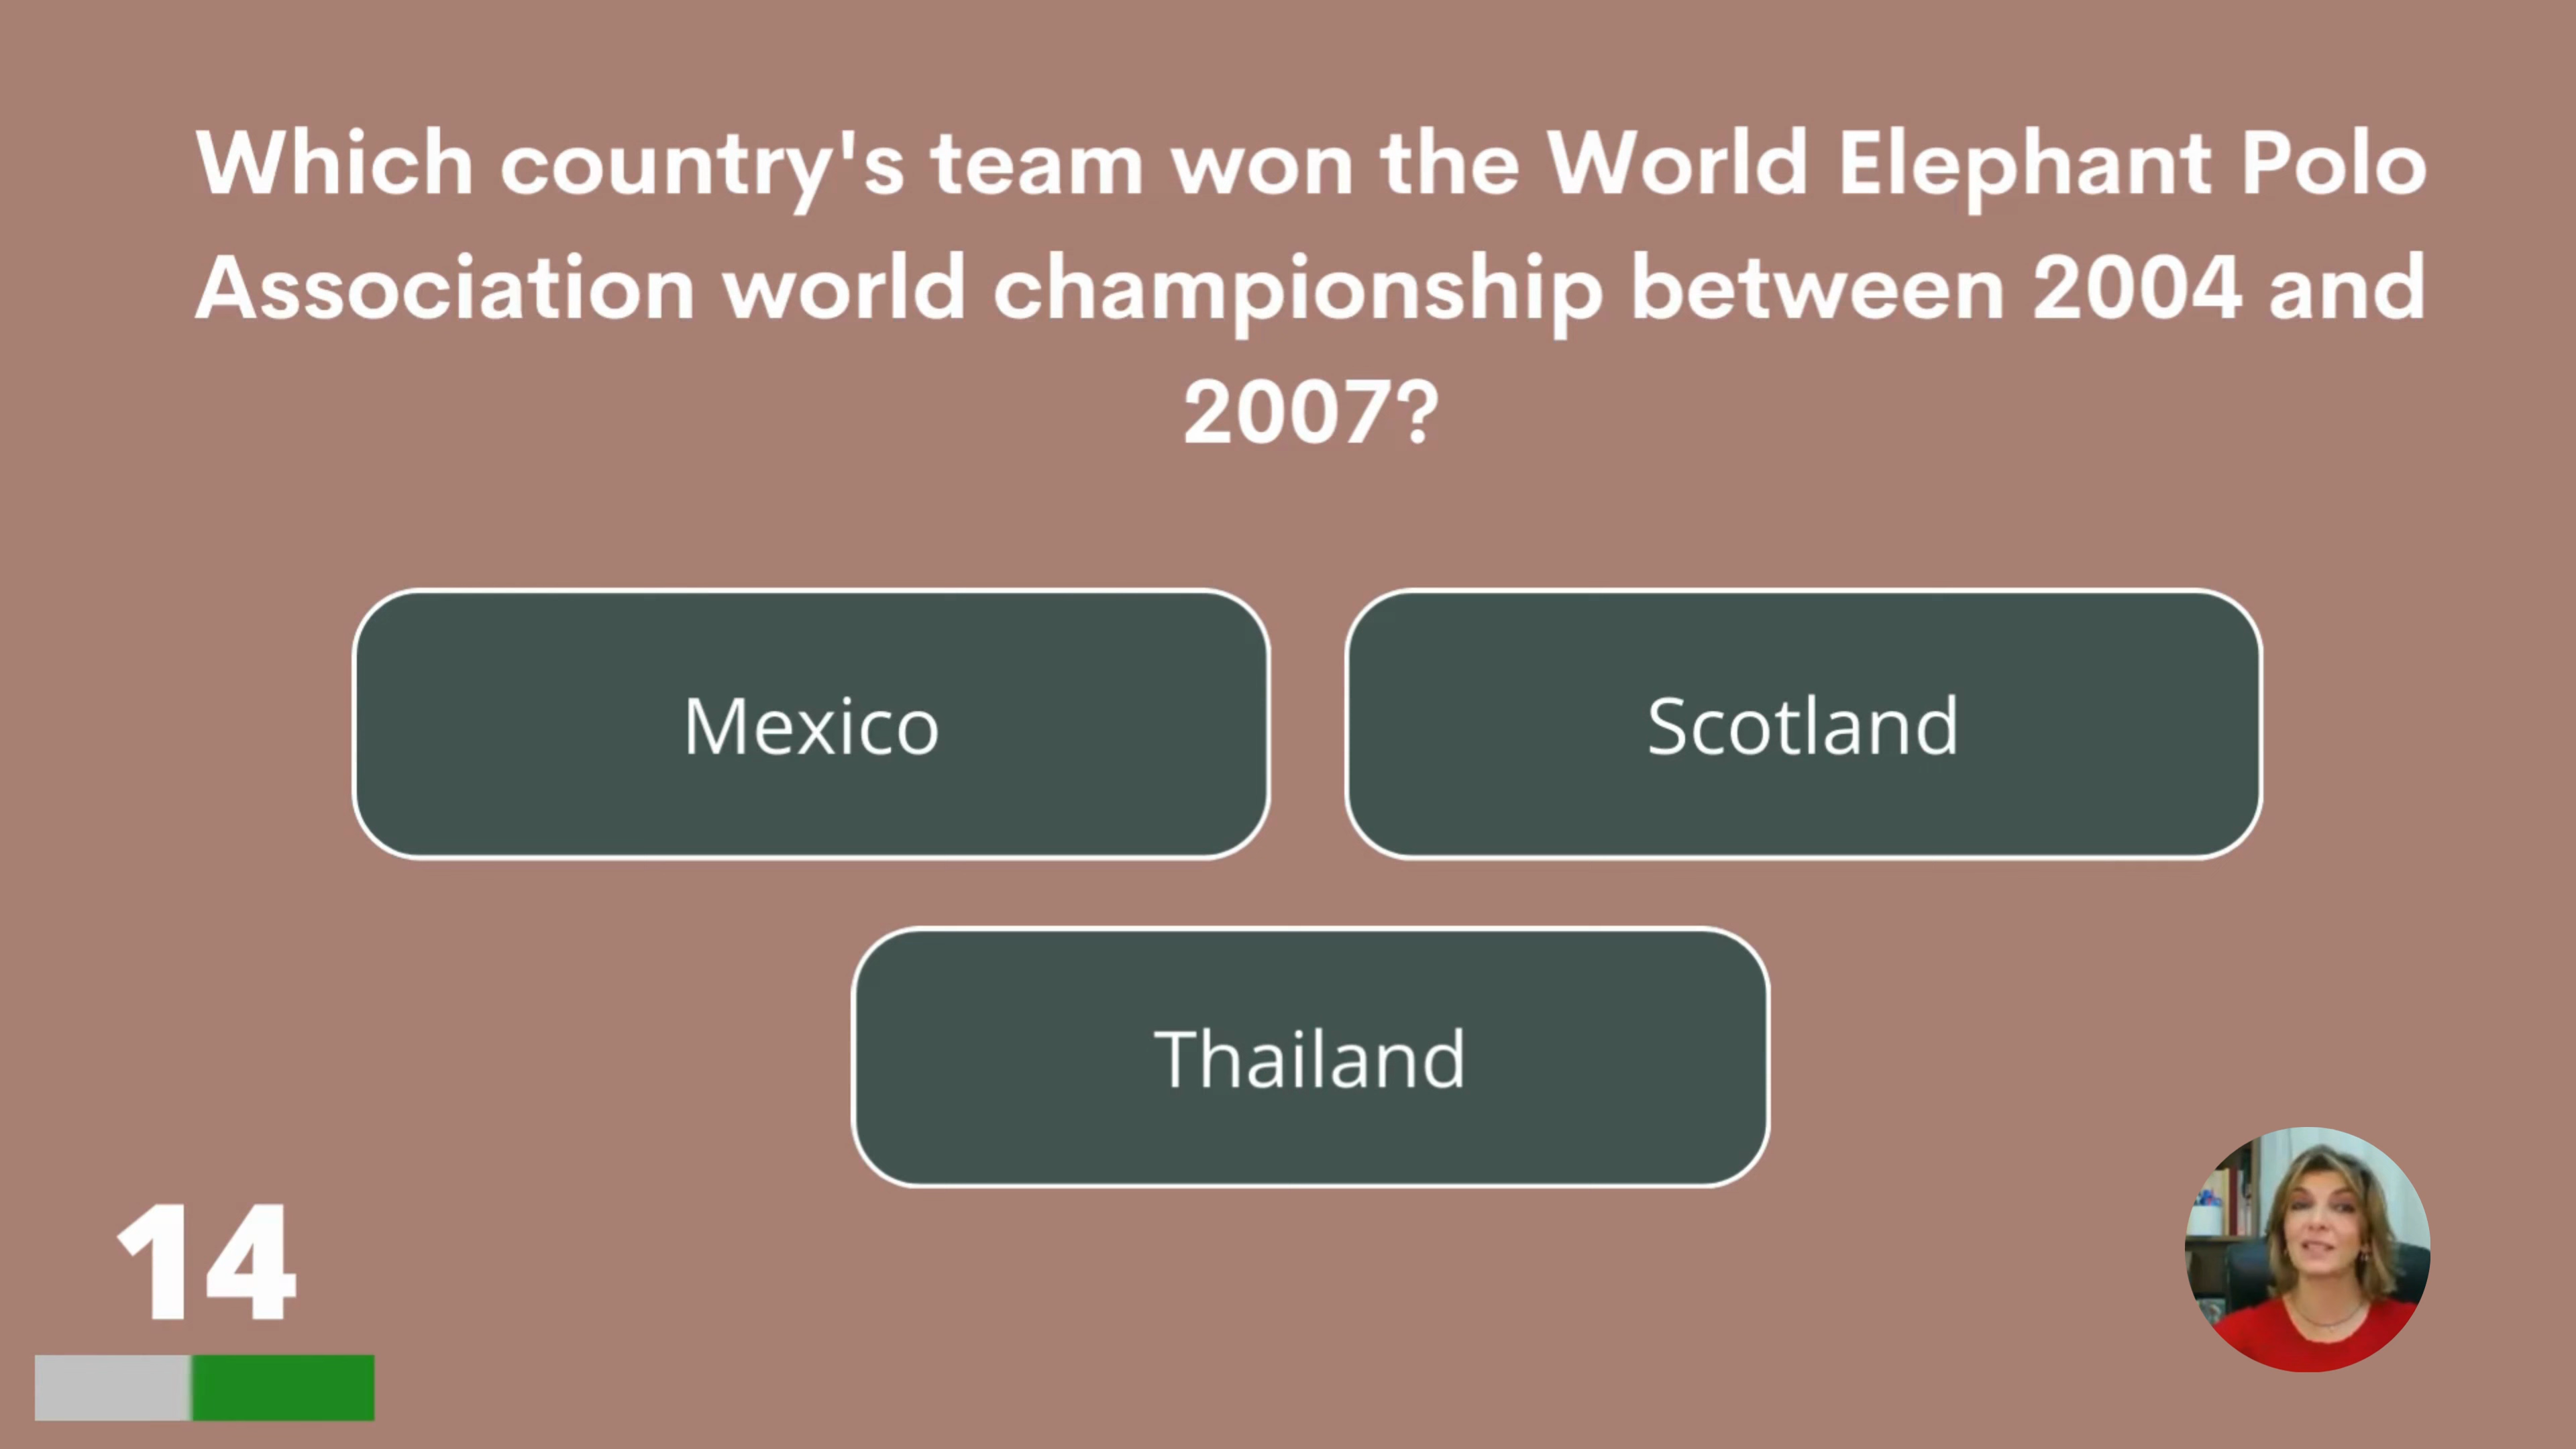 Which country's team won the World Elephant Polo
Association world championship between 2004 and
2007?
Mexico
Scotland
Thailand
14